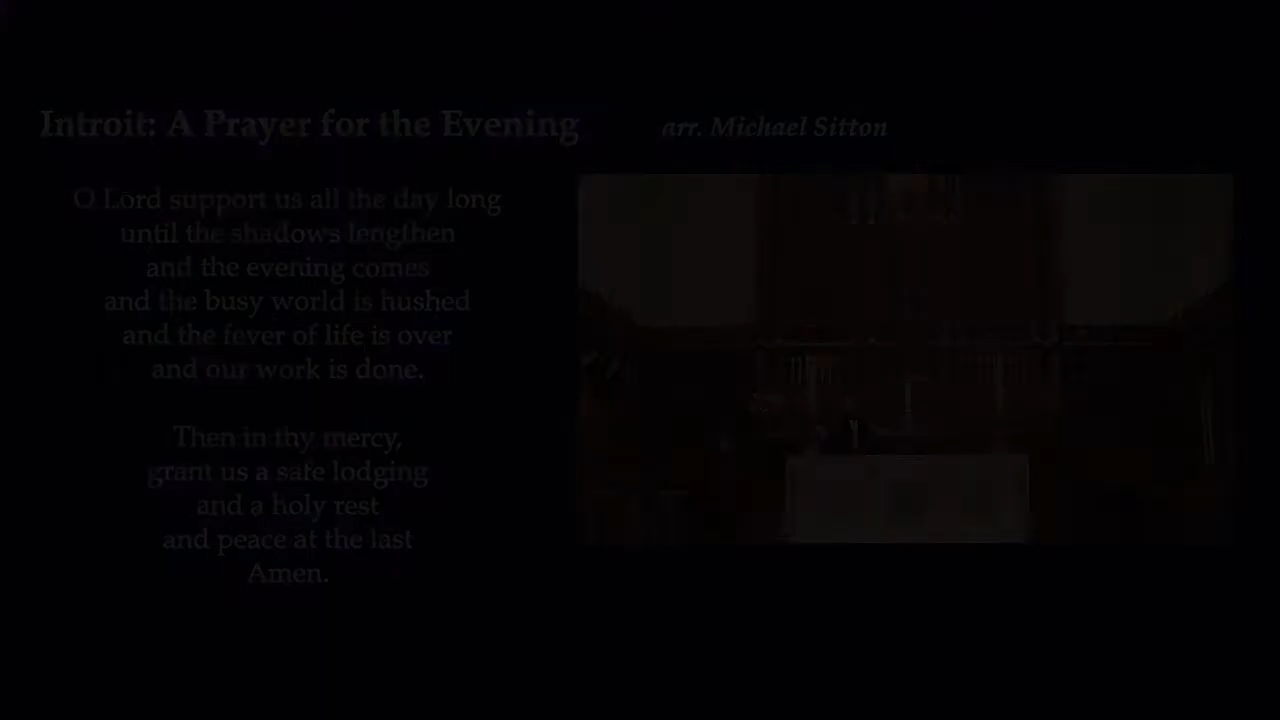 Introit: A Prayer for the Evening arr. Michael Sitton
O Lord support us all the day long
until the shadows lengthen
and the evening comes
and the busy world is hushed
and the fever of life is over
and our work is done.
Then in thy mercy,
grant us a safe lodging
and a holy rest
and peace at the last
Amen.